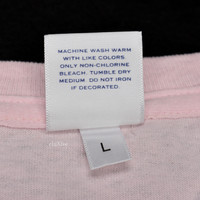 MACHINE WASH WARM
WITH LIKE COLORS
ONLY NON-CHLORINE
BLEACH. TUMBLE DRY
MEDIUM. DO NOT IRON
IF DECORATED.
L